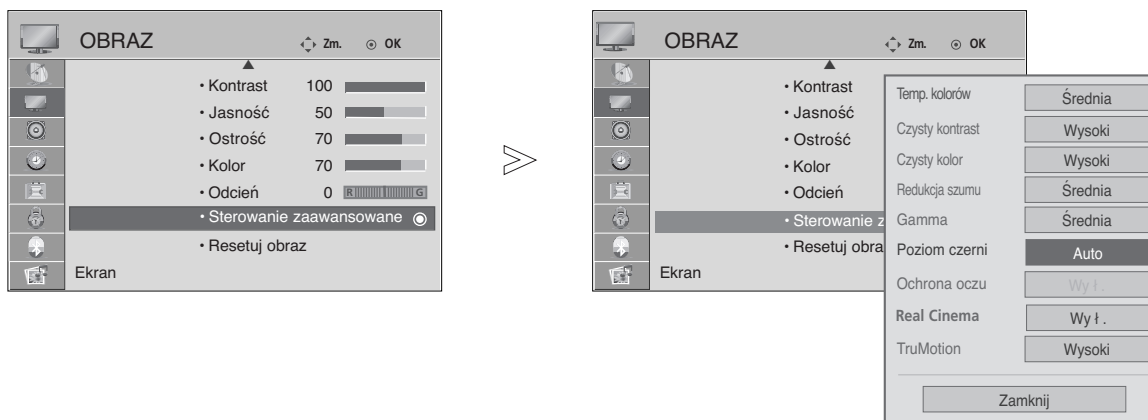 OBRAZ Zm. OK
• Kontrast 100
• Jasność 50
• Ostrość 70
• Kolor 70
• Odcień 0 R G
• Sterowanie zaawansowane
• Resetuj obraz
Ekran
OBRAZ Zm. OK
• Kontrast
• Jasność
• Ostrość
• Kolor
• Odcień
• Sterowanie z
• Resetuj obra
Ekran
Temp. kolorów Średnia
Czysty kontrast Wysoki
Czysty kolor Wysoki
Redukcja szumu Średnia
Gamma Średnia
Poziom czerni Auto
Ochrona oczu Wył.
Real Cinema Wył.
TruMotion Wysoki
Zamknij